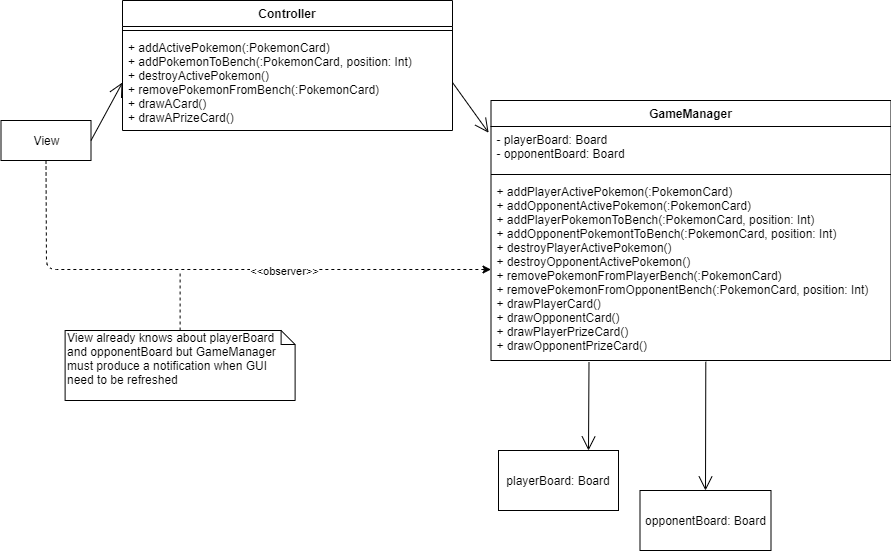 Controller
+ addActivePokemon(:PokemonCard)
+ addPokemonToBench(:PokemonCard, position: Int)
+ destroyActivePokemon()
+ removePokemonFromBench(:PokemonCard)
+ drawACard()
+ drawAPrizeCard()
View
GameManager
- playerBoard: Board
- opponentBoard: Board
+ addPlayerActivePokemon(:PokemonCard)
+ addOpponentActivePokemon(:PokemonCard)
+ addPlayerPokemonToBench(:PokemonCard, position: Int)
+ addOpponentPokemontToBench(:PokemonCard, position: Int)
+ destroyPlayerActivePokemon()
+ destroyOpponentActivePokemon()
+ removePokemonFromPlayerBench(:PokemonCard)
+ removePokemonFromOpponentBench(:PokemonCard, position: Int)
+ drawPlayerCard()
+ drawOpponentCard()
+ drawPlayerPrizeCard()
+ drawOpponentPrizeCard()
<<observer>>
View already knows about playerBoard
and opponentBoard but GameManager
must produce a notification when GUI
need to be refreshed
playerBoard: Board
opponentBoard: Board